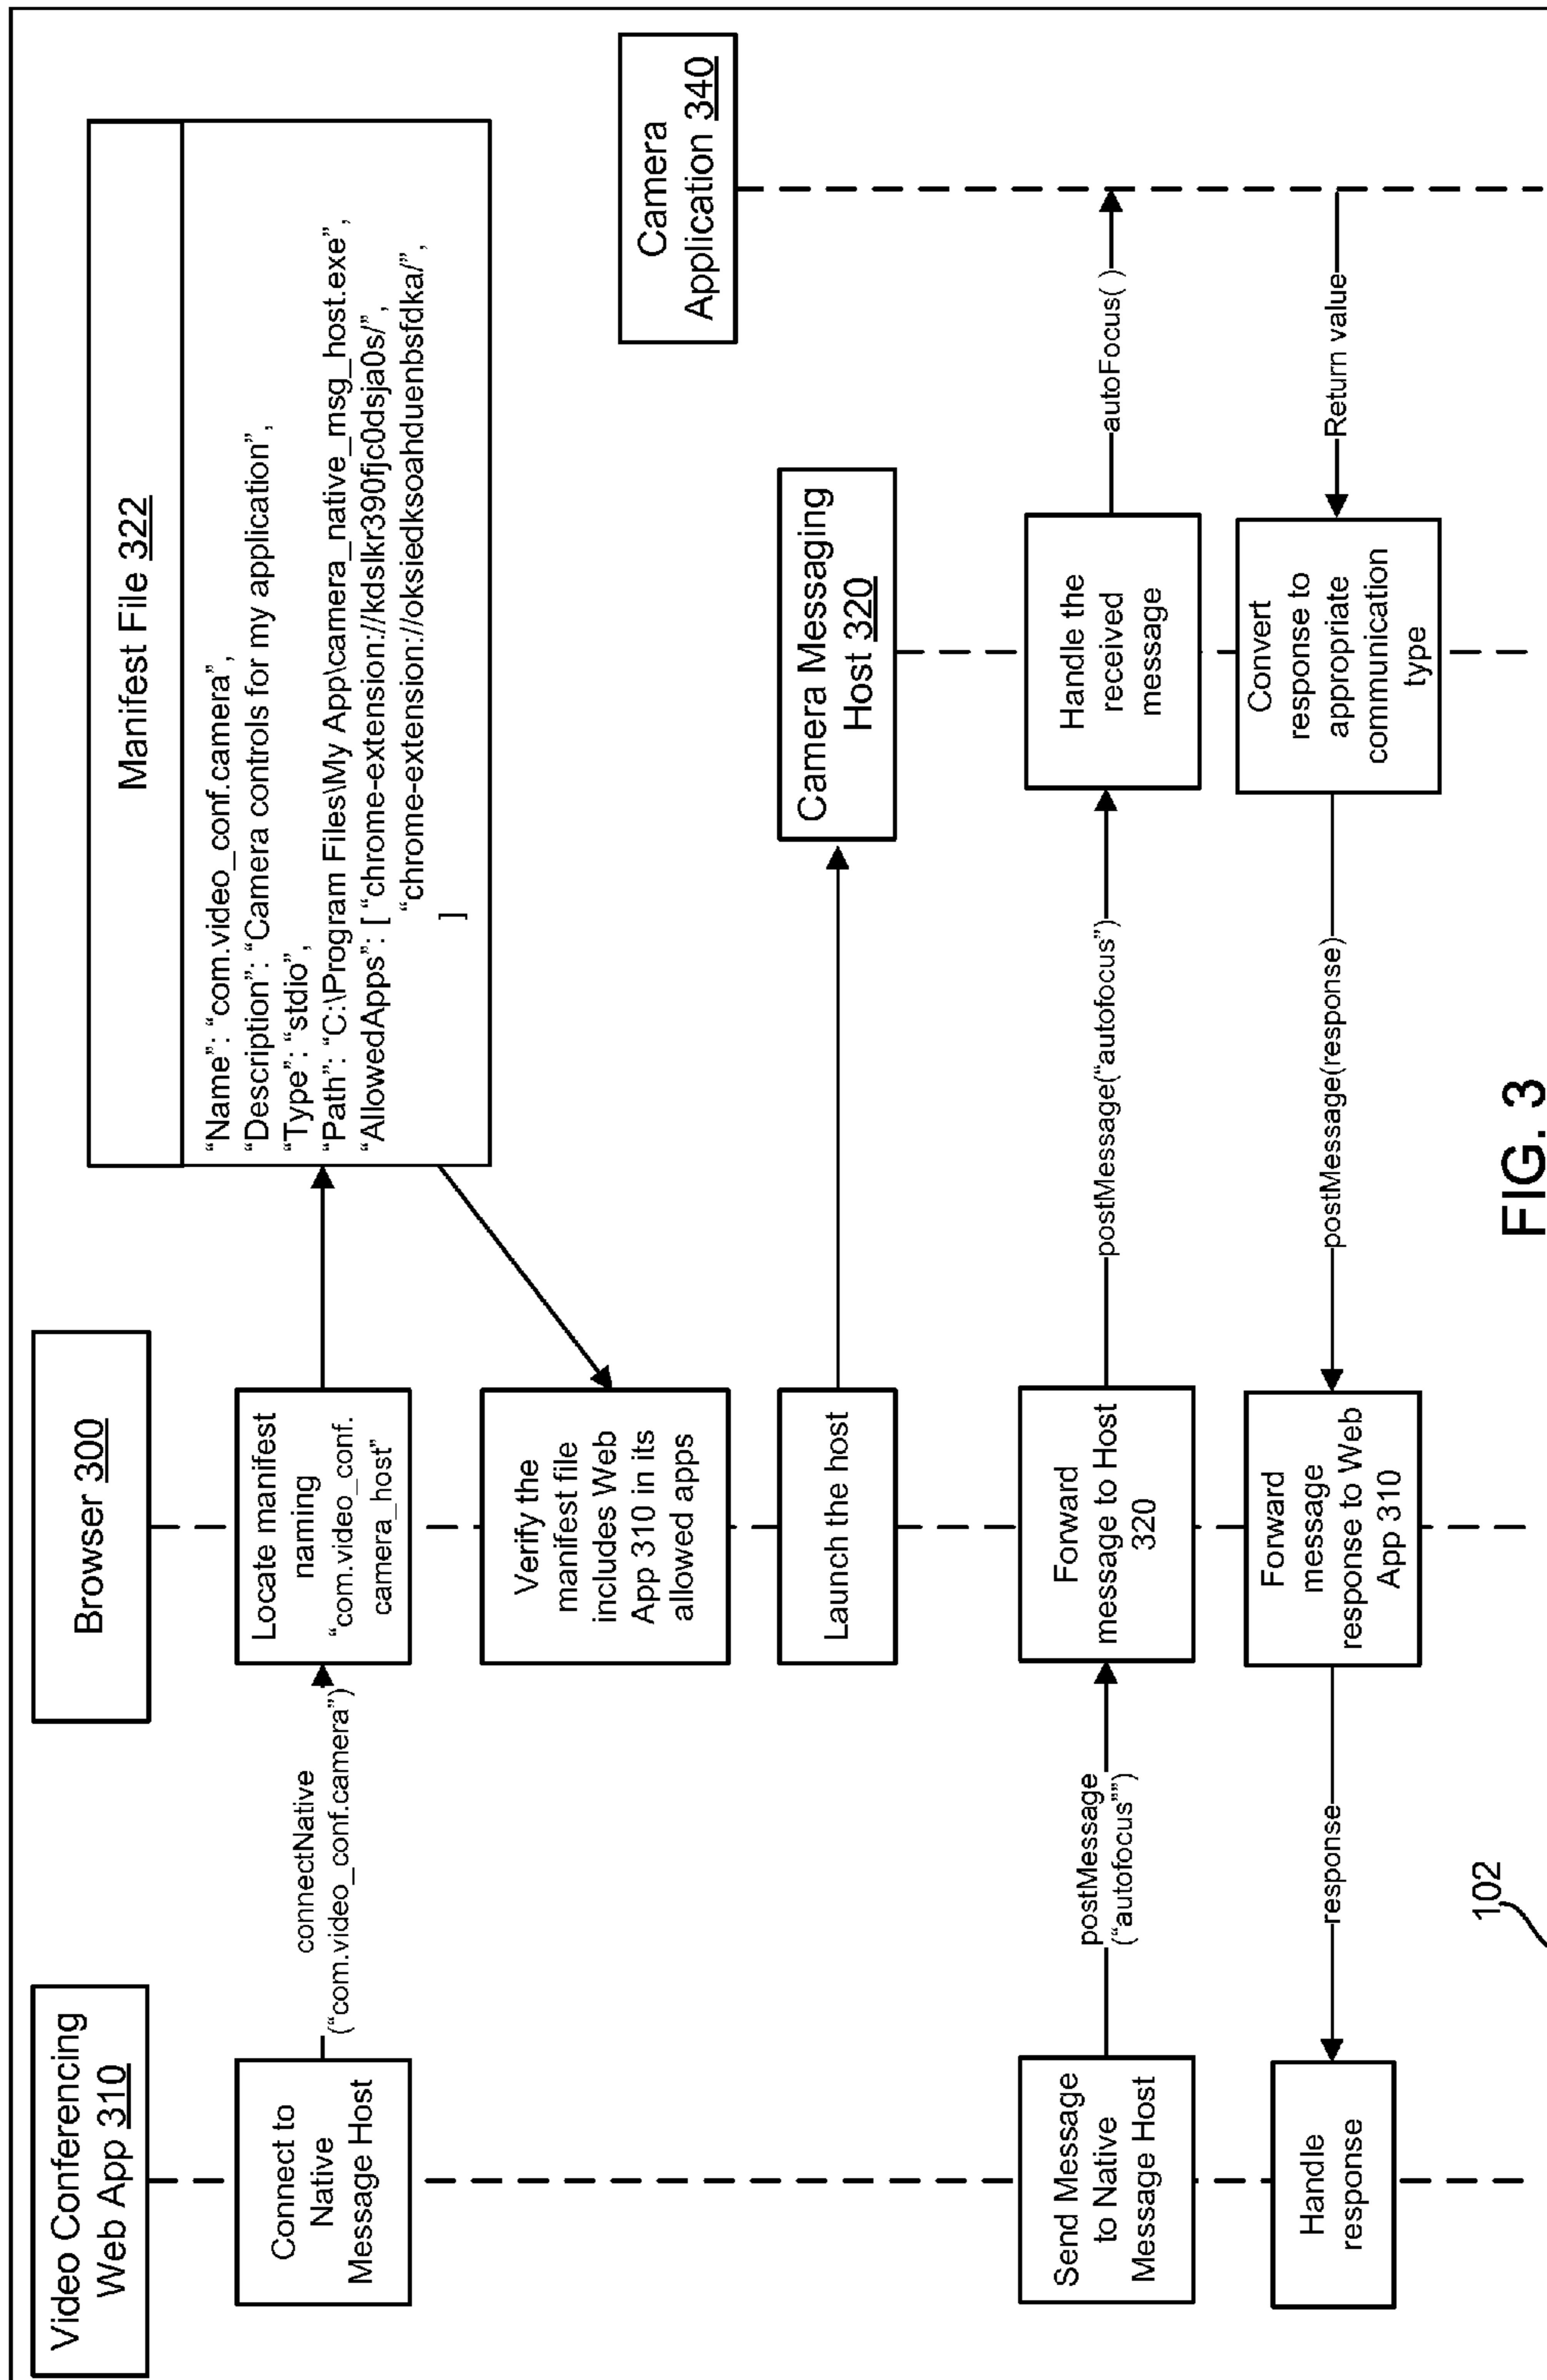 Video Conferencing
Web App 310
Browser 300
Manifest File 322
“Name”: “com.video_conf.camera”,
“Description”: “Camera controls for my application”,
“Type”: “stdio”,
“Path”: “C:\Program Files\My App\camera_native_msg_host.exe”,
“AllowedApps”: [ “chrome-extension://kdslkr390fjc0dsja0s/”,
“chrome-extension://oksiedksoahduenbsfdka/”,
]
Connect to
Native
Message Host
connectNative
(“com.video_conf.camera”)
Locate manifest
naming
“com.video_conf.
camera_host”
Verify the
manifest file
includes Web
App 310 in its
allowed apps
Launch the host
Camera Messaging
Host 320
Camera
Application 340
Send Message
to Native
Message Host
postMessage
(“autofocus””)
Forward
message to Host
320
postMessage(“autofocus”)
Handle the
received
message
autoFocus( )
Return value
Convert
response to
appropriate
communication
type
postMessage(response)
Forward
message
response to Web
App 310
response
Handle
response
102
FIG. 3